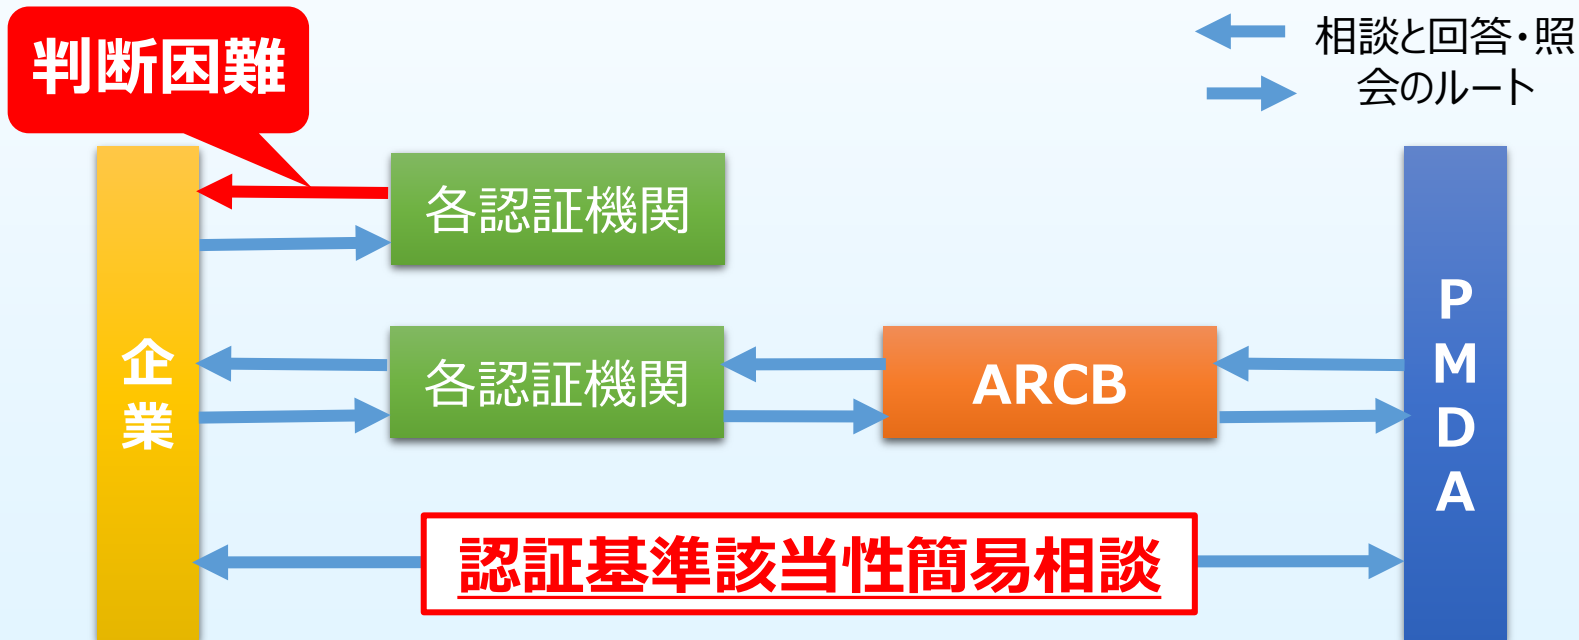 判断困難
相談と回答・照
会のルート
各認証機関
企
業
各認証機関
ARCB
P
M
D
A
認証基準該当性簡易相談